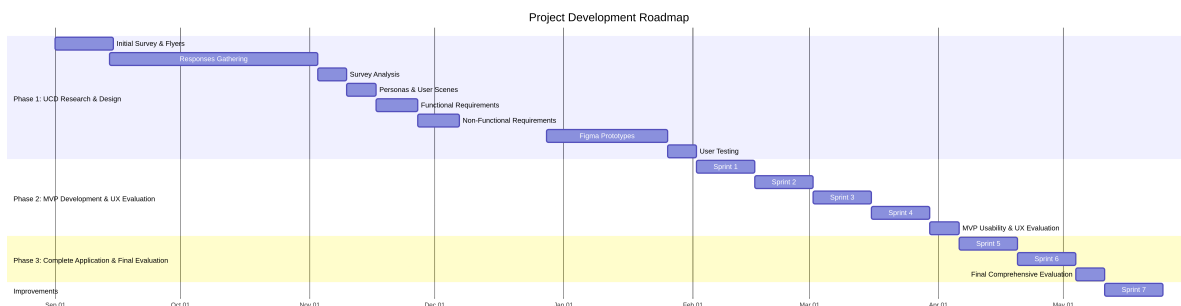 Project Development Roadmap
Initial Survey & Flyers
Responses Gathering
Survey Analysis
Personas & User Scenes
Phase 1: UCD Research & Design
Functional Requirements
Non-Functional Requirements
Figma Prototypes
User Testing
Sprint 1
Sprint 2
Phase 2: MVP Development & UX Evaluation
Sprint 3
Sprint 4
MVP Usability & UX Evaluation
Sprint 5
Phase 3: Complete Application & Final Evaluation
Sprint 6
Final Comprehensive Evaluation
Improvements
Sprint 7
Sep 01 Oct 01 Nov 01 Dec 01 Jan 01 Feb 01 Mar 01 Apr 01 May 01